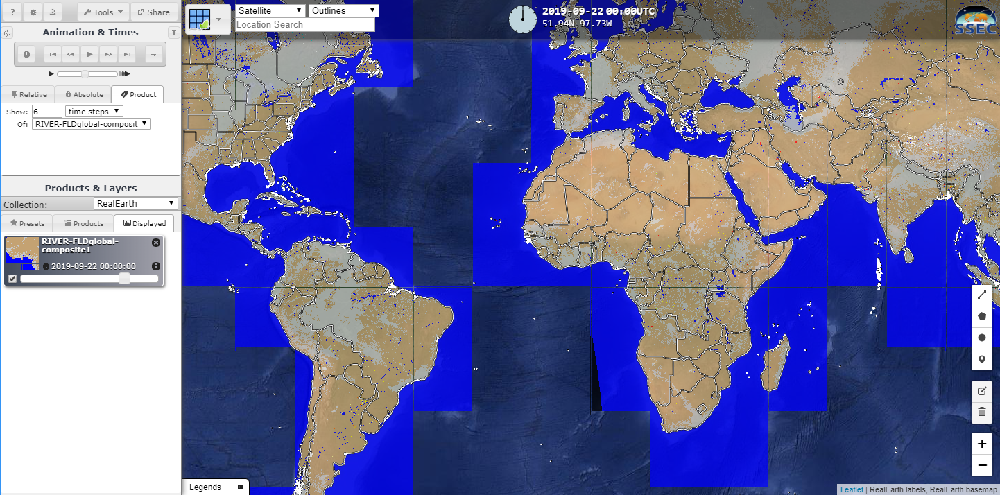 ?
Tools
Share
Animation & Times
Relative
Absolute
Product
Show:
6
time steps
Of:
RIVER-FLDglobal-composit
Products & Layers
Collection:
RealEarth
Presets
Products
Displayed
RIVER-FLDglobal-
composite1
2019-09-22 00:00:00
Satellite
Outlines
Location Search
2019-09-22 00:00UTC
51.94N 97.73W
SSEC
+
−
Legends
Leaflet | RealEarth labels, RealEarth basemap